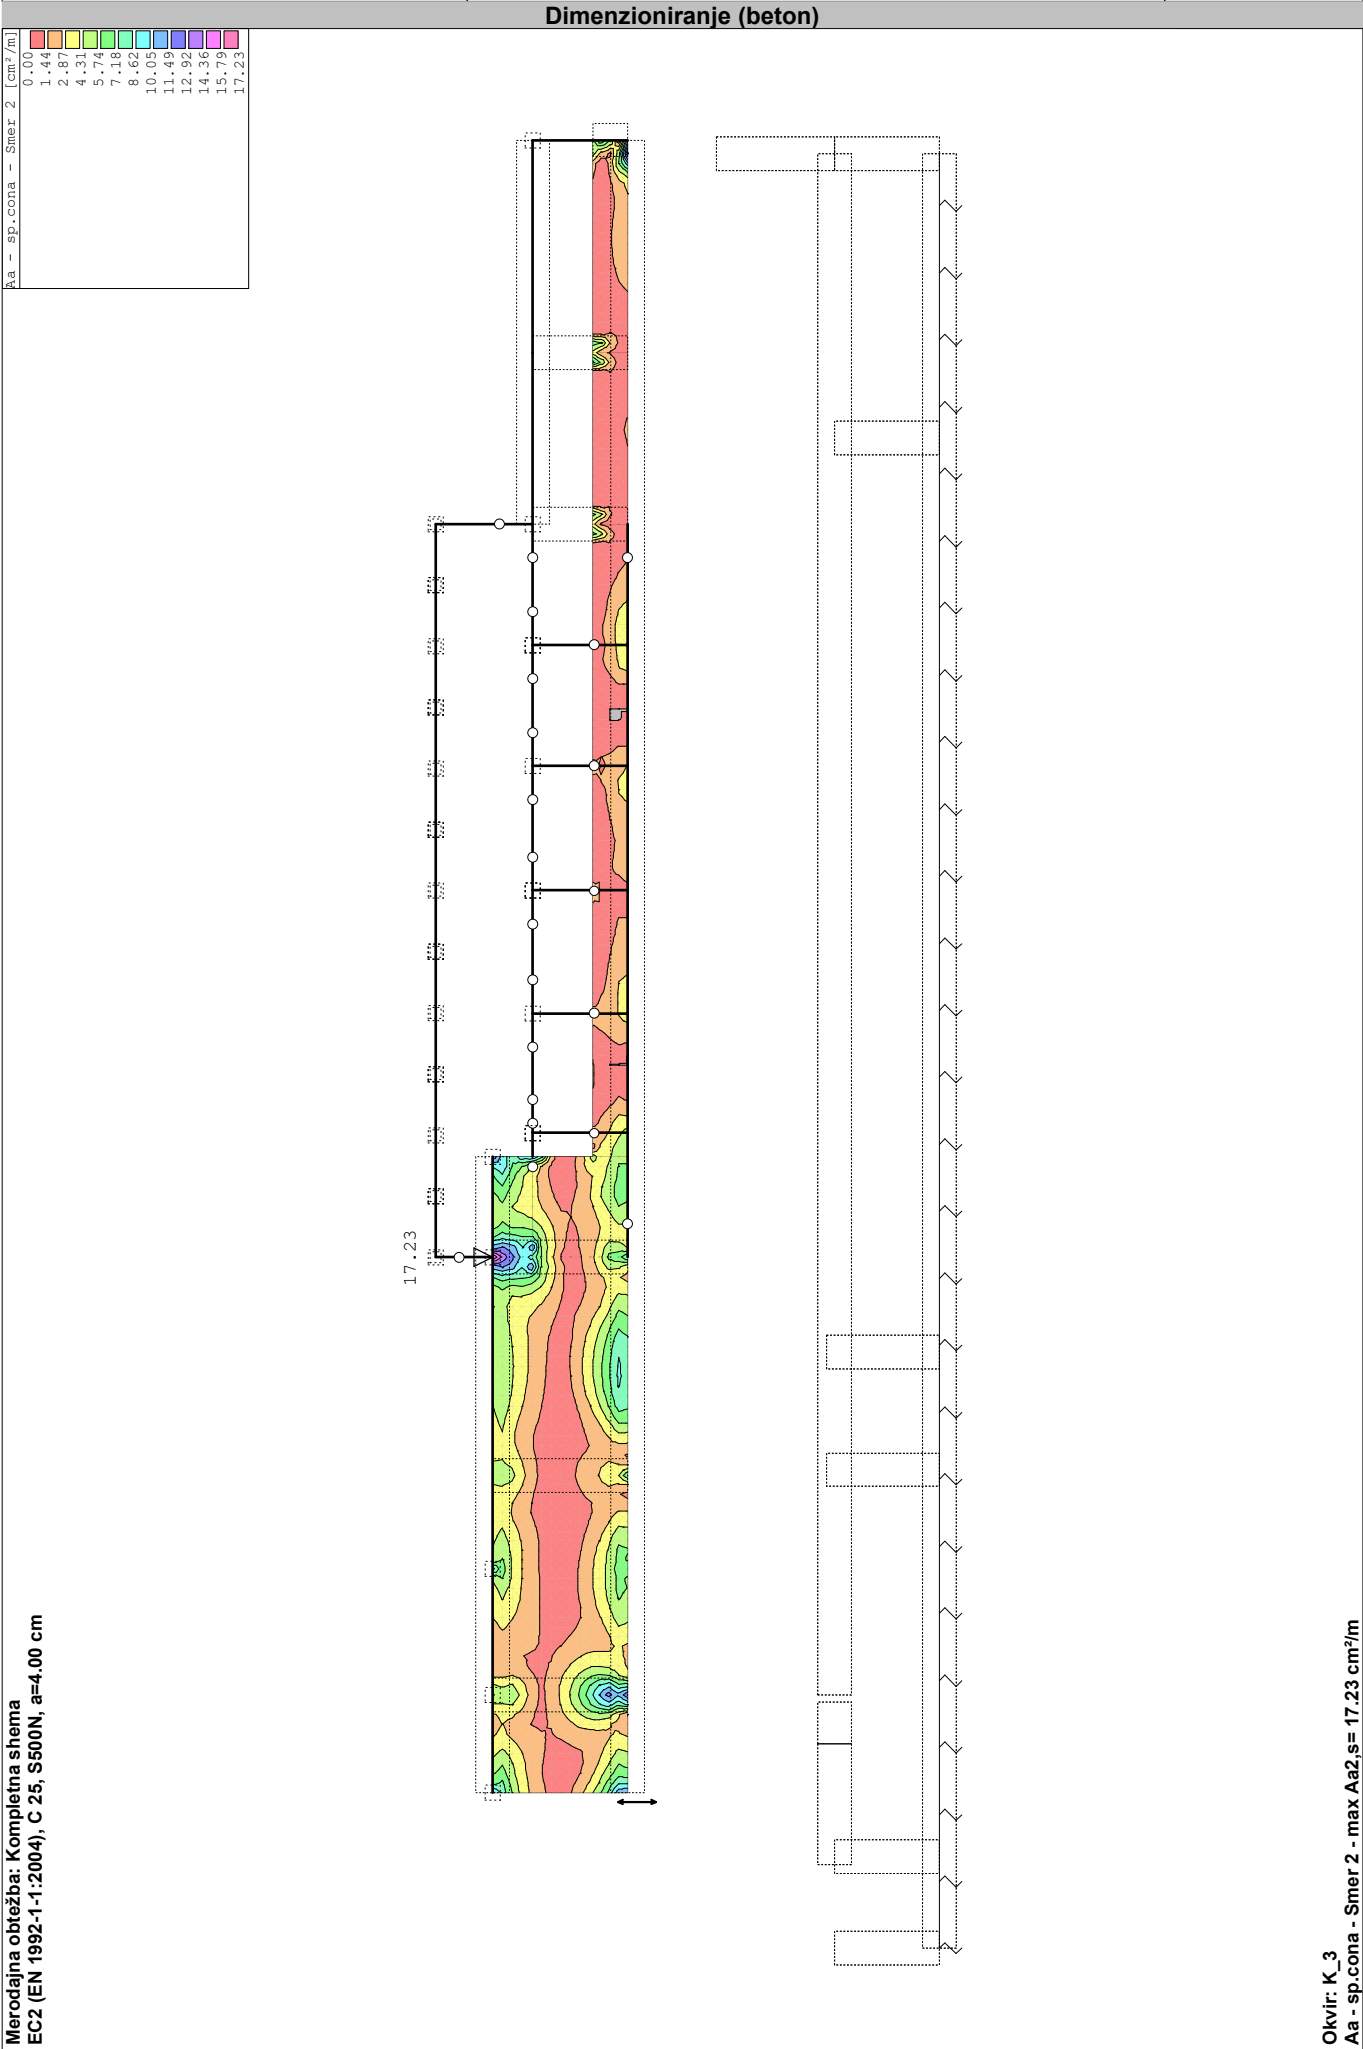 Dimenzioniranje (beton)
Aa - sp.cona - Smer 2 [cm²/m]
0.00
1.44
2.87
4.31
5.74
7.18
8.62
10.05
11.49
12.92
14.36
15.79
17.23
17.23
Merodajna obtežba: Kompletna shema
EC2 (EN 1992-1-1:2004), C 25, S500N, a=4.00 cm
Okvir: K_3
Aa - sp.cona - Smer 2 - max Aa2,s= 17.23 cm²/m